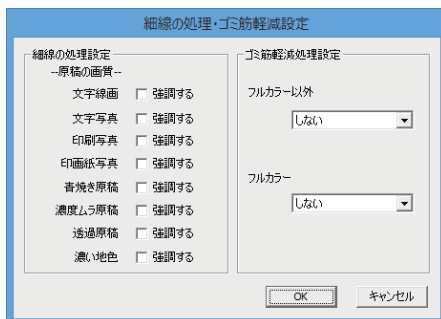 細線の処理・ゴミ筋軽減設定
細線の処理設定
--原稿の画質--
文字線画 強調する
文字写真 強調する
印刷写真 強調する
印画紙写真 強調する
青焼き原稿 強調する
濃度ムラ原稿 強調する
透過原稿 強調する
濃い地色 強調する
ゴミ筋軽減処理設定
フルカラー以外
しない
フルカラー
しない
OK キャンセル